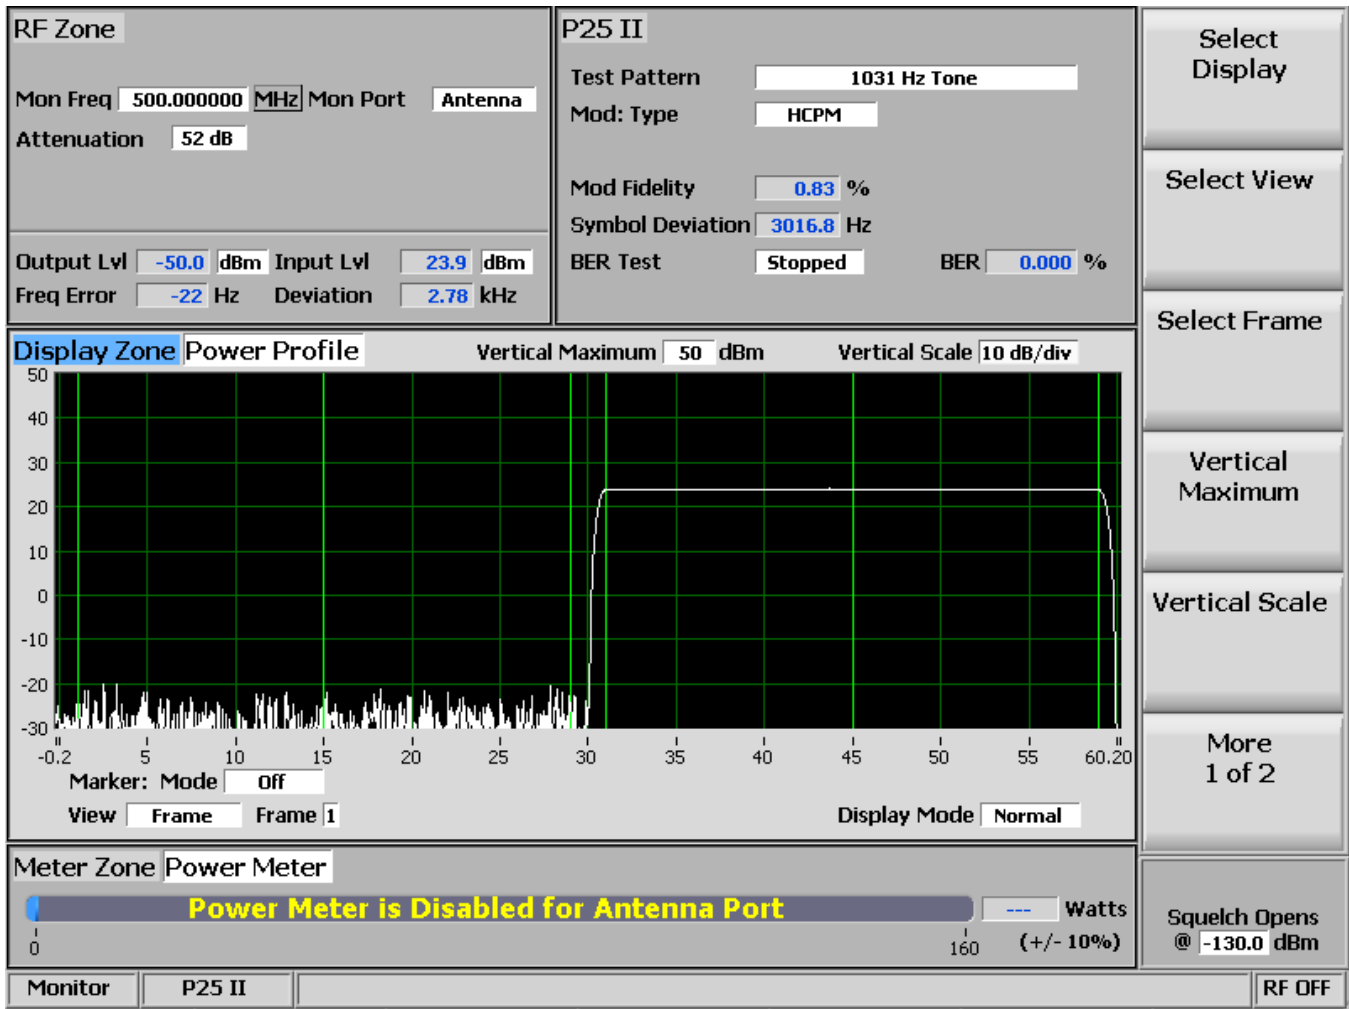 RF Zone
Mon Freq 500.000000 MHz Mon Port Antenna
Attenuation 52 dB
Output Lvl -50.0 dBm Input Lvl 23.9 dBm
Freq Error -22 Hz Deviation 2.78 kHz
P25 II
Test Pattern 1031 Hz Tone
Mod: Type HCPM
Mod Fidelity 0.83 %
Symbol Deviation 3016.8 Hz
BER Test Stopped BER 0.000 %
Display Zone Power Profile Vertical Maximum 50 dBm Vertical Scale 10 dB/div
50
40
30
20
10
0
-10
-20
-30
-0.2 5 10 15 20 25 30 35 40 45 50 55 60.20
Marker: Mode Off
View Frame Frame 1 Display Mode Normal
Meter Zone Power Meter
Power Meter is Disabled for Antenna Port --- Watts
0 160 (+/- 10%)
Select
Display
Select View
Select Frame
Vertical
Maximum
Vertical Scale
More
1 of 2
Squelch Opens
@ -130.0 dBm
Monitor P25 II RF OFF